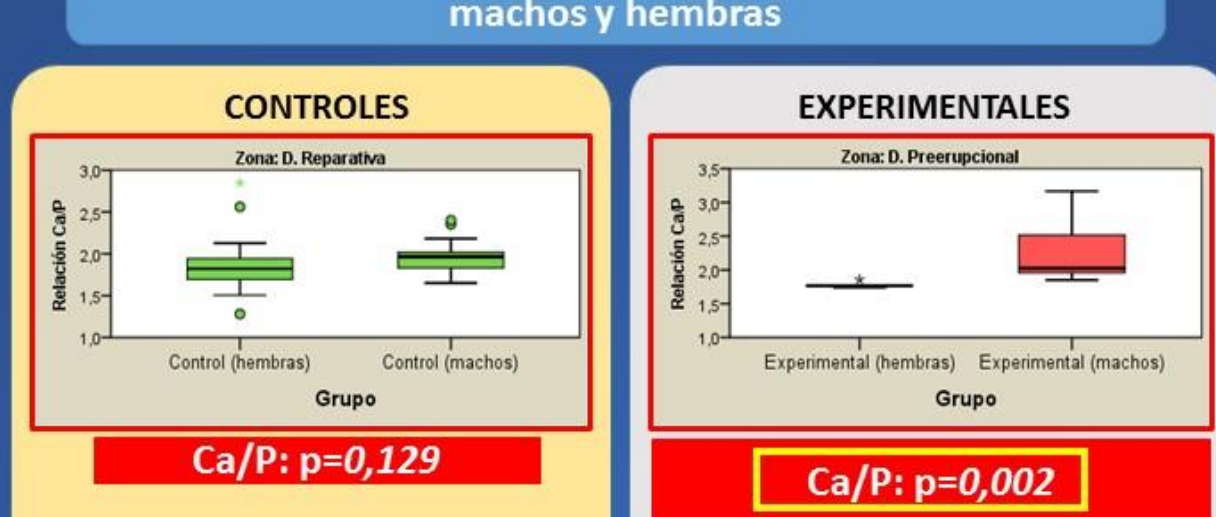 machos y hembras
CONTROLES
Zona: D. Reparativa
Relación Ca/P
3,0
2,5
2,0
1,5
1,0
Control (hembras) Control (machos)
Grupo
Ca/P: p=0,129
EXPERIMENTALES
Zona: D. Preerupcional
Relación Ca/P
3,5
3,0
2,5
2,0
1,5
1,0
Experimental (hembras) Experimental (machos)
Grupo
Ca/P: p=0,002